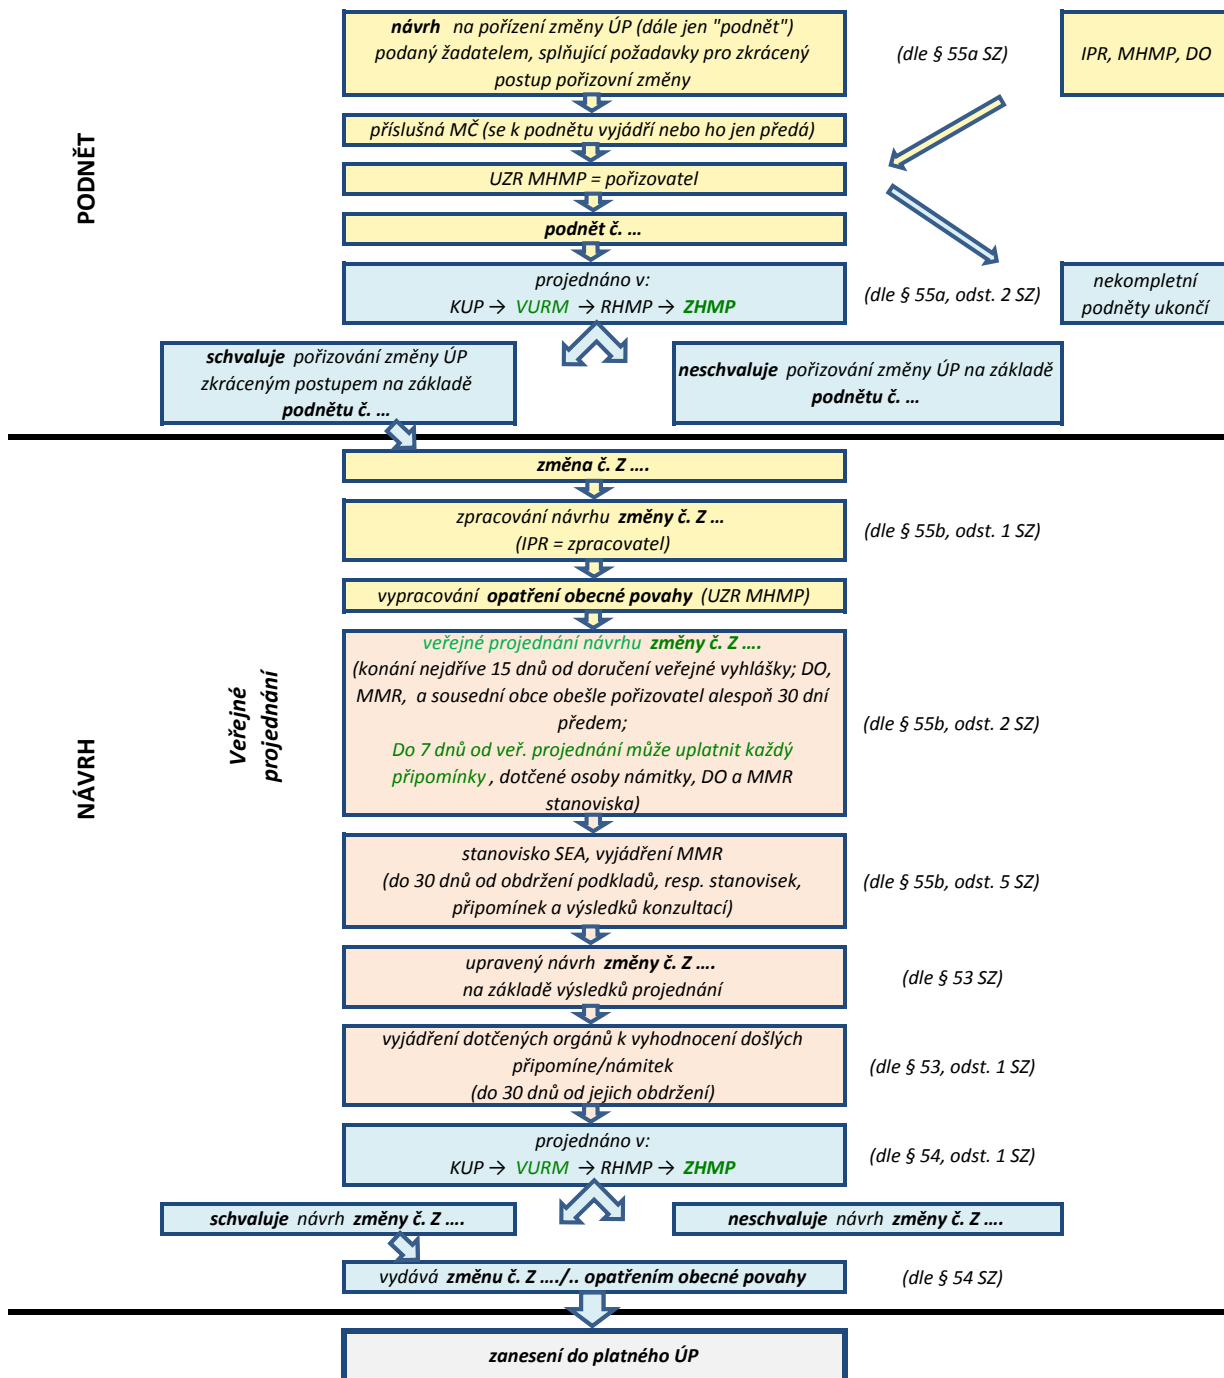 návrh na pořízení změny ÚP (dále jen "podnět")
podaný žadatelem, splňující požadavky pro zkrácený
postup pořizovní změny
(dle § 55a SZ)
IPR, MHMP, DO
PODNĚT
příslušná MČ (se k podnětu vyjádří nebo ho jen předá)
UZR MHMP = pořizovatel
podnět č. ...
projednáno v:
KUP → VURM → RHMP → ZHMP
(dle § 55a, odst. 2 SZ)
nekompletní
podněty ukončí
schvaluje pořizování změny ÚP
zkráceným postupem na základě
podnětu č. ...
neschvaluje pořizování změny ÚP na základě
podnětu č. ...
NÁVRH
změna č. Z ....
zpracování návrhu změny č. Z ...
(IPR = zpracovatel)
(dle § 55b, odst. 1 SZ)
vypracování opatření obecné povahy (UZR MHMP)
Veřejné
projednání
veřejné projednání návrhu změny č. Z ....
(konání nejdříve 15 dnů od doručení veřejné vyhlášky; DO,
MMR, a sousední obce obešle pořizovatel alespoň 30 dní
předem;
Do 7 dnů od veř. projednání může uplatnit každý
připomínky , dotčené osoby námitky, DO a MMR
stanoviska)
(dle § 55b, odst. 2 SZ)
stanovisko SEA, vyjádření MMR
(do 30 dnů od obdržení podkladů, resp. stanovisek,
připomínek a výsledků konzultací)
(dle § 55b, odst. 5 SZ)
upravený návrh změny č. Z ....
na základě výsledků projednání
(dle § 53 SZ)
vyjádření dotčených orgánů k vyhodnocení došlých
připomíne/námitek
(do 30 dnů od jejich obdržení)
(dle § 53, odst. 1 SZ)
projednáno v:
KUP → VURM → RHMP → ZHMP
(dle § 54, odst. 1 SZ)
schvaluje návrh změny č. Z ....
neschvaluje návrh změny č. Z ....
vydává změnu č. Z ..../.. opatřením obecné povahy
(dle § 54 SZ)
zanesení do platného ÚP